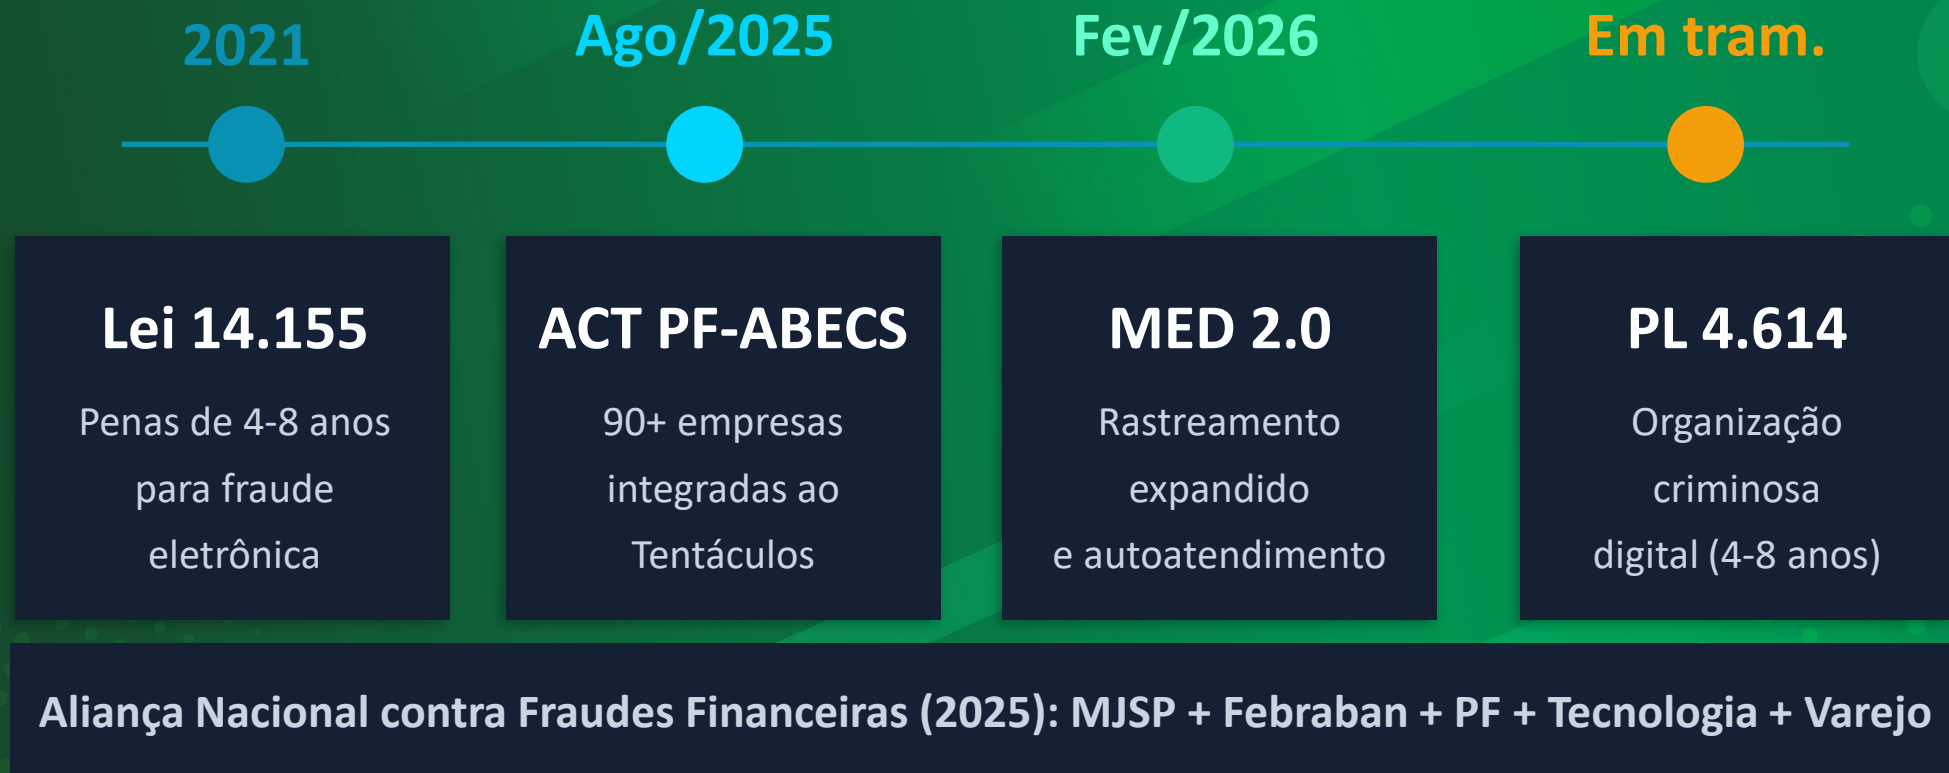 2021
Ago/2025
Fev/2026
Em tram.
Lei 14.155
Penas de 4-8 anos
para fraude
eletrônica
ACT PF-ABECS
90+ empresas
integradas ao
Tentáculos
MED 2.0
Rastreamento
expandido
e autoatendimento
PL 4.614
Organização
criminosa
digital (4-8 anos)
Aliança Nacional contra Fraudes Financeiras (2025): MJSP + Febraban + PF + Tecnologia + Varejo